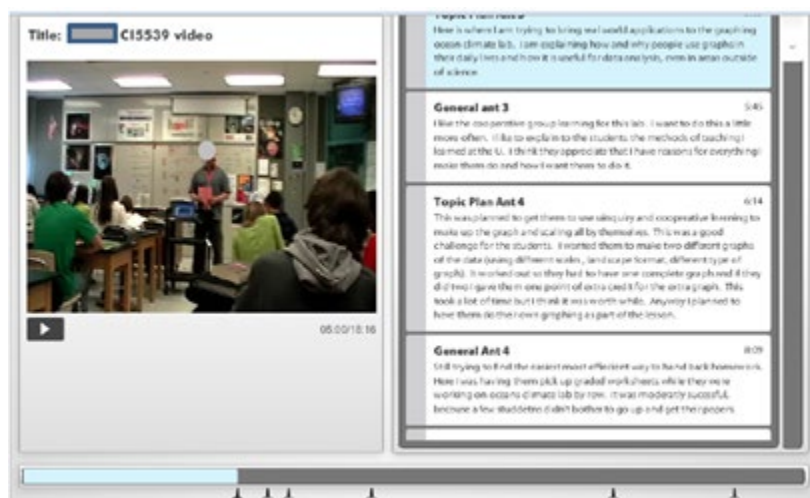 Title: CI5539 video
05:00/18:16
Topic Plan Ant 3
Here is where I am trying to bring real world applications to the graphing
ocean climate lab. I am explaining how and why people use graphs in
their daily lives and how it is useful for data analysis, even in areas outside
of science.
General ant 3 5:45
I like the cooperative group learning for this lab. I want to do this a little
more often. I like to explain to the students the methods of teaching I
learned at the U. I think they appreciate that I have reasons for everything I
make them do and how I want them to do it.
Topic Plan Ant 4 6:14
This was planned to get them to use inquiry and cooperative learning to
make up the graph and scaling all by themselves. This was a good
challenge for the students. I wanted them to make two different graphs
of the data (using different scales, landscape format, different type of
graph). It worked out so they had to have one complete graph and if they
did two I gave them one point of extra credit for the extra graph. This
took a lot of time but I think it was worth while. Anyway I planned to
have them do their own graphing as part of the lesson.
General Ant 4 8:09
Still trying to find the easiest most effiecient way to hand back homework.
Here I was having them pick up graded worksheets while they were
working on oceans climate lab by row. It was moderatly sucessful,
because a few studdetns didn't bother to go up and get their papers.